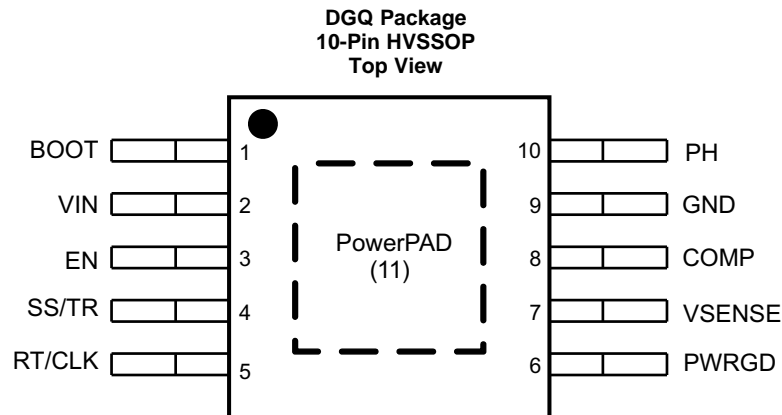 DGQ Package
10-Pin HVSSOP
Top View
BOOT 1
VIN 2
EN 3
SS/TR 4
RT/CLK 5
PowerPAD
(11)
10 PH
9 GND
8 COMP
7 VSENSE
6 PWRGD